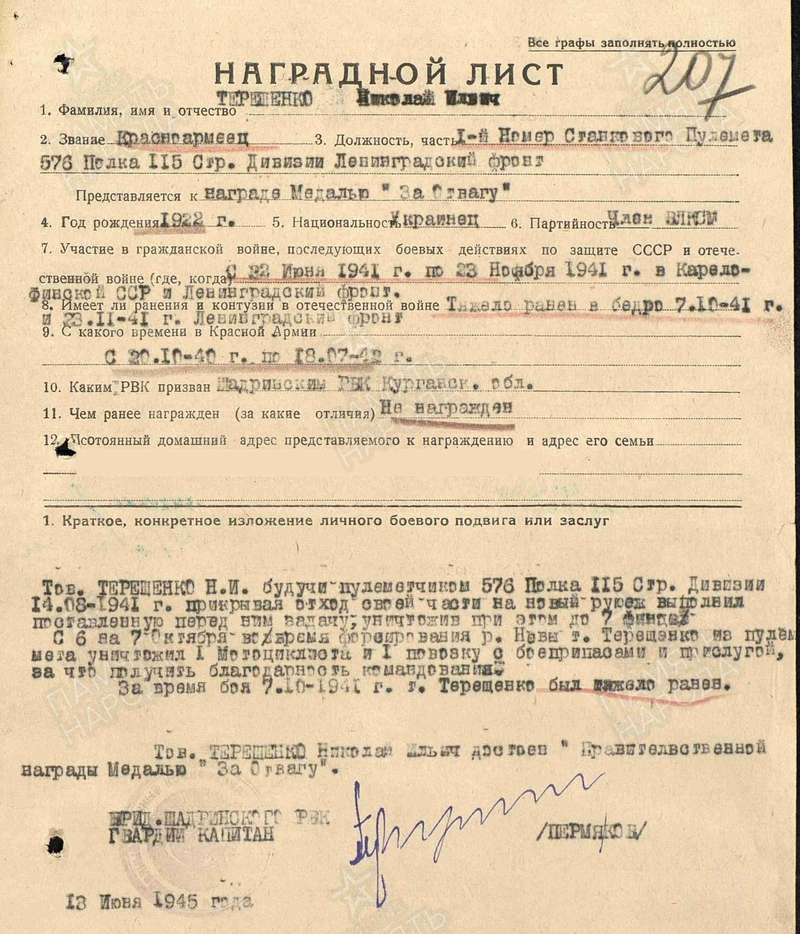 Все графы заполнять полностью
207
НАГРАДНОЙ ЛИСТ
ТЕРЕЩЕНКО Николай Ильич
1. Фамилия, имя и отчество
2. Звание Красноармеец 3. Должность, часть I-й Номер Станкового Пулемета
576 Полка II5 Стр. Дивизии Ленинградский фронт
Представляется к награде Медалью " За Отвагу"
4. Год рождения 1922 г. 5. Национальность Украинец 6. Партийность Член ВЛКСМ
7. Участие в гражданской войне, последующих боевых действиях по защите СССР и отече-
ственной войне (где, когда) С 22 Июня 1941 г. по 23 Ноября 1941 г. в Карело-
Финской ССР и Ленинградский фронт.
8. Имеет ли ранения и контузии в отечественной войне Тяжело ранен в бедро 7.10-41 г.
и 23.II-41 г. Ленинградский фронт
9. С какого времени в Красной Армии
С 20.10-40 г. по 18.07-42 г.
10. Каким РВК призван Шадринским РВК Курганск. обл.
11. Чем ранее награжден (за какие отличия) Не награжден
12. Постоянный домашний адрес представляемого к награждению и адрес его семьи
1. Краткое, конкретное изложение личного боевого подвига или заслуг
Тов. ТЕРЕЩЕНКО Н.И. будучи пулеметчиком 576 Полка II5 Стр. Дивизии
14.08-1941 г. прикрывая отход своей части на новый рубеж выполнил
поставленную перед ним задачу, уничтожив при этом до 7
С 6 на 7 Октября во время форсирования р. Невы т. Терещенко из пулем
мета уничтожил I Мотоциклиста и I повозку с боеприпасами и прислугой,
за что получить благодарность командования.
За время боя 7.10-1941 г. т. Терещенко был тяжело ранен.
Тов. ТЕРЕЩЕНКО Николай Ильич достоен " Правительственной
награды Медалью " За Отвагу".
ВРИД.ШАДРИНСКОГО РВК
ГВАРДИИ КАПИТАН /ПЕРМЯКОВ/
13 Июня 1945 года